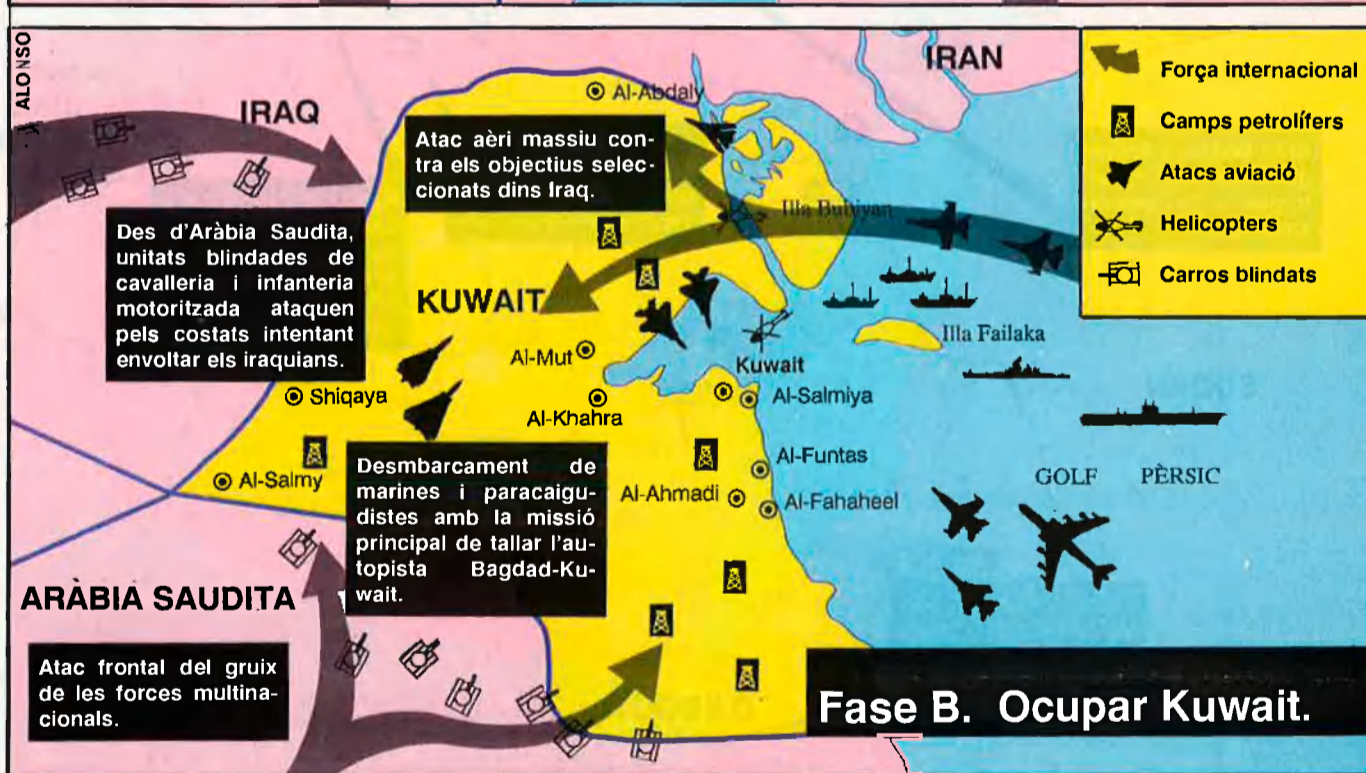 ALONSO
IRAQ
IRAN
Al-Abdaly
Atac aèri massiu con-
tra els objectius selec-
cionats dins Iraq.
Des d'Aràbia Saudita,
unitats blindades de
cavalleria i infanteria
motoritzada ataquen
pels costats intentant
envoltar els iraquians.
Illa Bubiyan
KUWAIT
Illa Failaka
Al-Mut
Kuwait
Shiqaya
Al-Khahra
Al-Salmiya
Al-Salmy
Desmbarcament de
marines i paracaigu-
distes amb la missió
principal de tallar l'au-
topista Bagdad-Ku-
wait.
Al-Funtas
Al-Ahmadi
Al-Fahaheel
GOLF PÈRSIC
ARÀBIA SAUDITA
Atac frontal del gruix
de les forces multina-
cionals.
Força internacional
Camps petrolífers
Atacs aviació
Helicopters
Carros blindats
Fase B. Ocupar Kuwait.